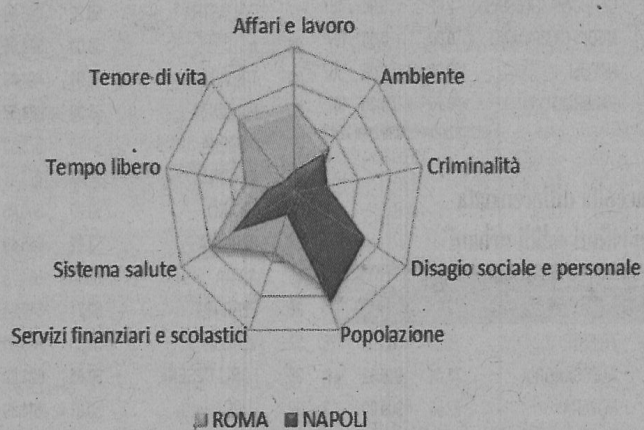 Affari e lavoro
Tenore di vita
Ambiente
Tempo libero
Criminalità
Sistema salute
Disagio sociale e personale
Servizi finanziari e scolastici
Popolazione
ROMA NAPOLI